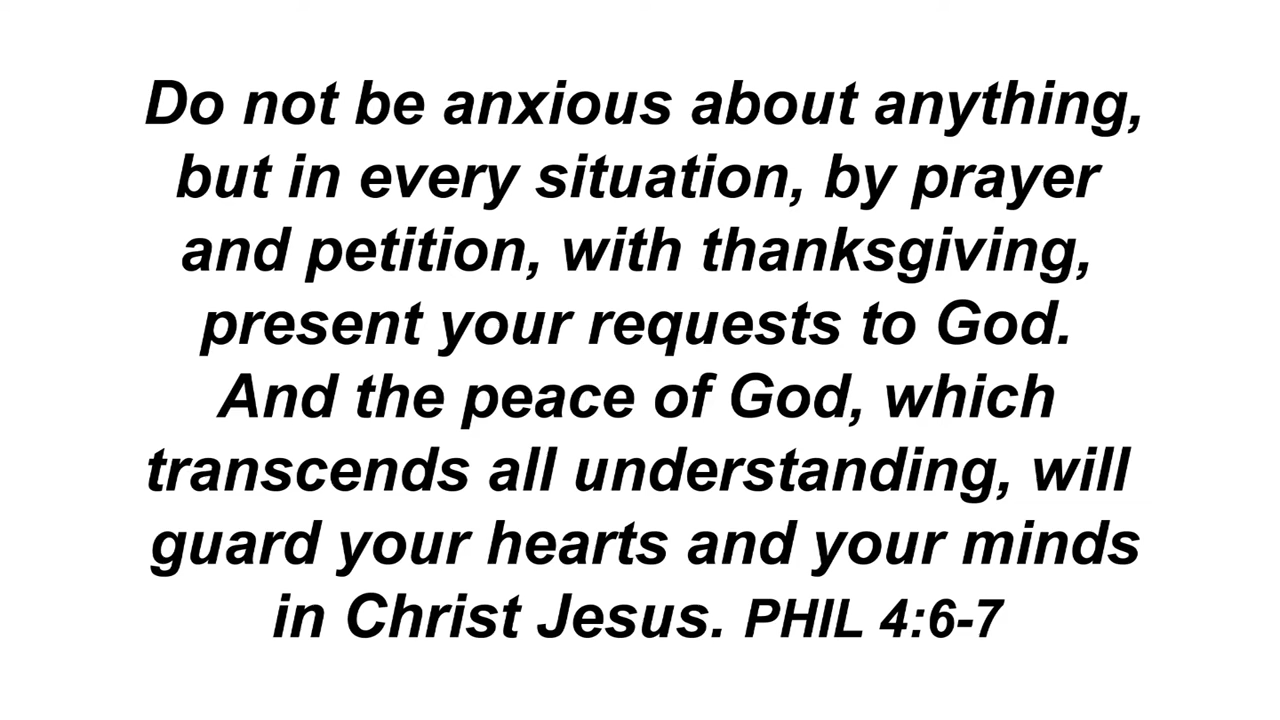 Do not be anxious about anything,
but in every situation, by prayer
and petition, with thanksgiving,
present your requests to God.
And the peace of God, which
transcends all understanding, will
guard your hearts and your minds
in Christ Jesus. PHIL 4:6-7